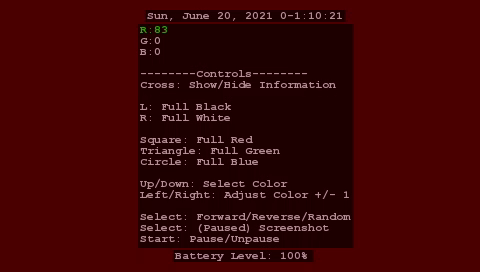 Sun, June 20, 2021 0-1:10:21
R:83
G:0
B:0
--------Controls--------
Cross: Show/Hide Information
L: Full Black
R: Full White
Square: Full Red
Triangle: Full Green
Circle: Full Blue
Up/Down: Select Color
Left/Right: Adjust Color +/- 1
Select: Forward/Reverse/Random
Select: (Paused) Screenshot
Start: Pause/Unpause
Battery Level: 100%